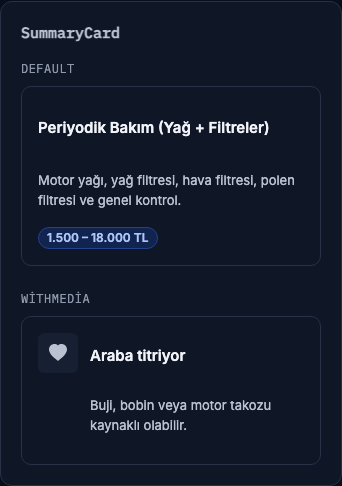 SummaryCard
DEFAULT
Periyodik Bakım (Yağ + Filtreler)
Motor yağı, yağ filtresi, hava filtresi, polen
filtresi ve genel kontrol.
1.500 – 18.000 TL
WİTHMEDİA
Araba titriyor
Buji, bobin veya motor takozu
kaynaklı olabilir.